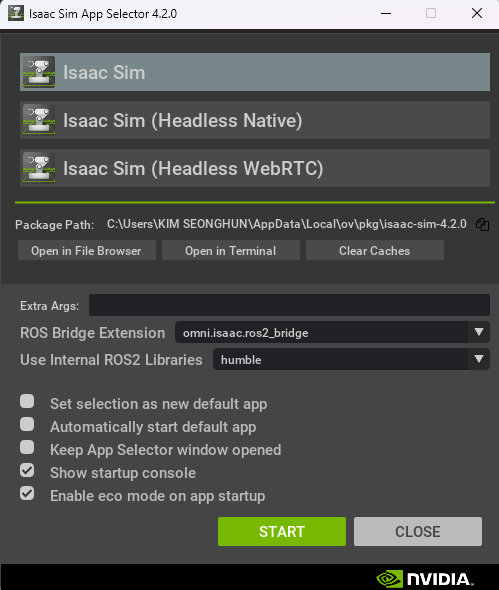 Isaac Sim App Selector 4.2.0
Isaac Sim
Isaac Sim (Headless Native)
Isaac Sim (Headless WebRTC)
Package Path: C:\Users\KIM SEONGHUN\AppData\Local\ov\pkg\isaac-sim-4.2.0
Open in File Browser Open in Terminal Clear Caches
Extra Args:
ROS Bridge Extension omni.isaac.ros2_bridge
Use Internal ROS2 Libraries humble
Set selection as new default app
Automatically start default app
Keep App Selector window opened
Show startup console
Enable eco mode on app startup
START CLOSE
NVIDIA.